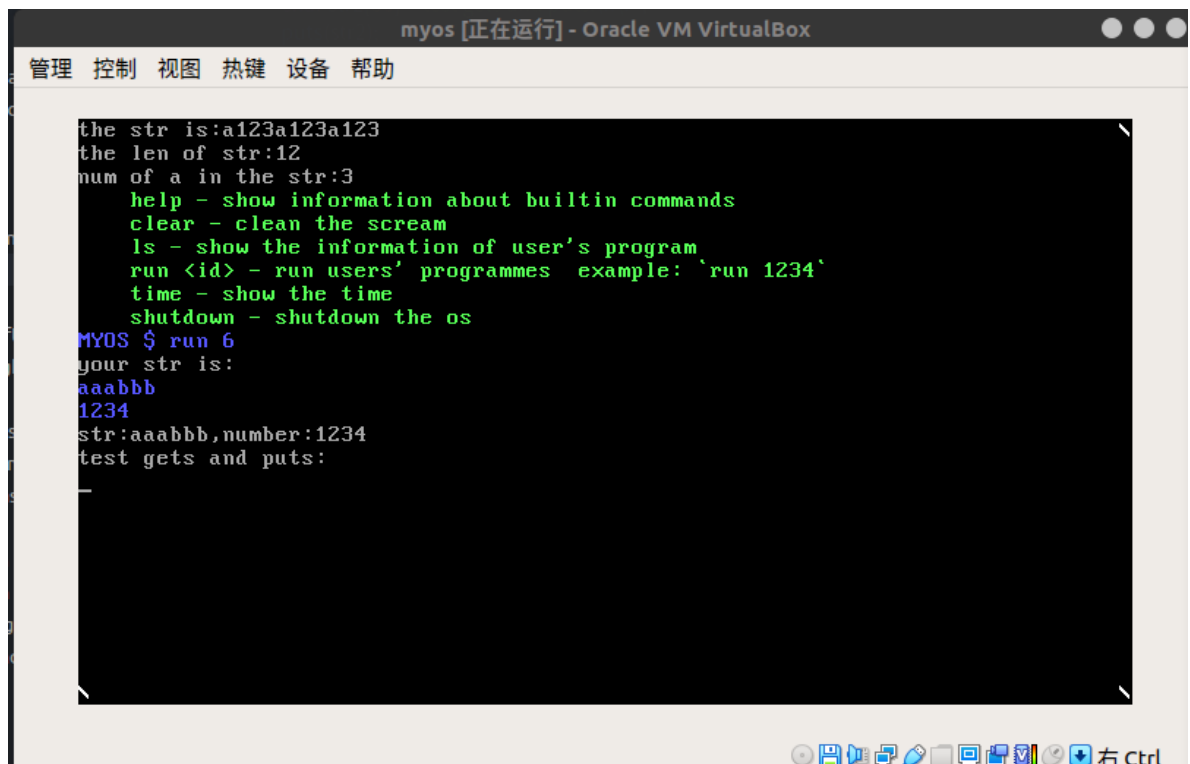 myos [正在运行] - Oracle VM VirtualBox
管理 控制 视图 热键 设备 帮助
the str is:a123a123a123
the len of str:12
num of a in the str:3
help - show information about builtin commands
clear - clean the scream
ls - show the information of user's program
run <id> - run users' programmes  example: `run 1234`
time - show the time
shutdown - shutdown the os
MYOS $ run 6
your str is:
aaabbb
1234
str:aaabbb,number:1234
test gets and puts:
右 Ctrl